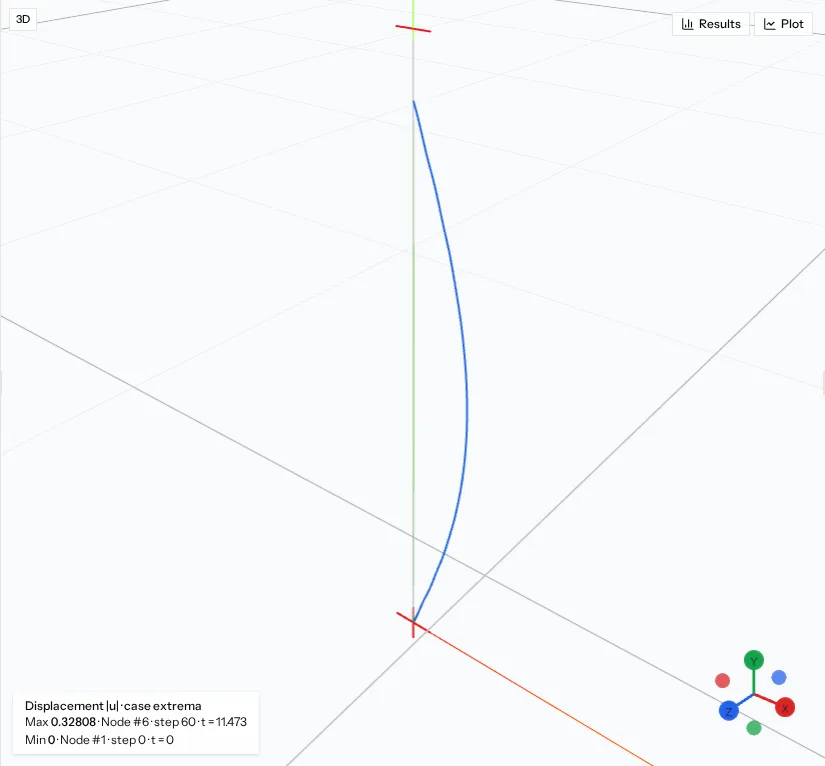 3D
Results
Plot
Y
Z
X
Displacement |u| · case extrema
Max 0.32808 · Node #6 · step 60 · t = 11.473
Min 0 · Node #1 · step 0 · t = 0